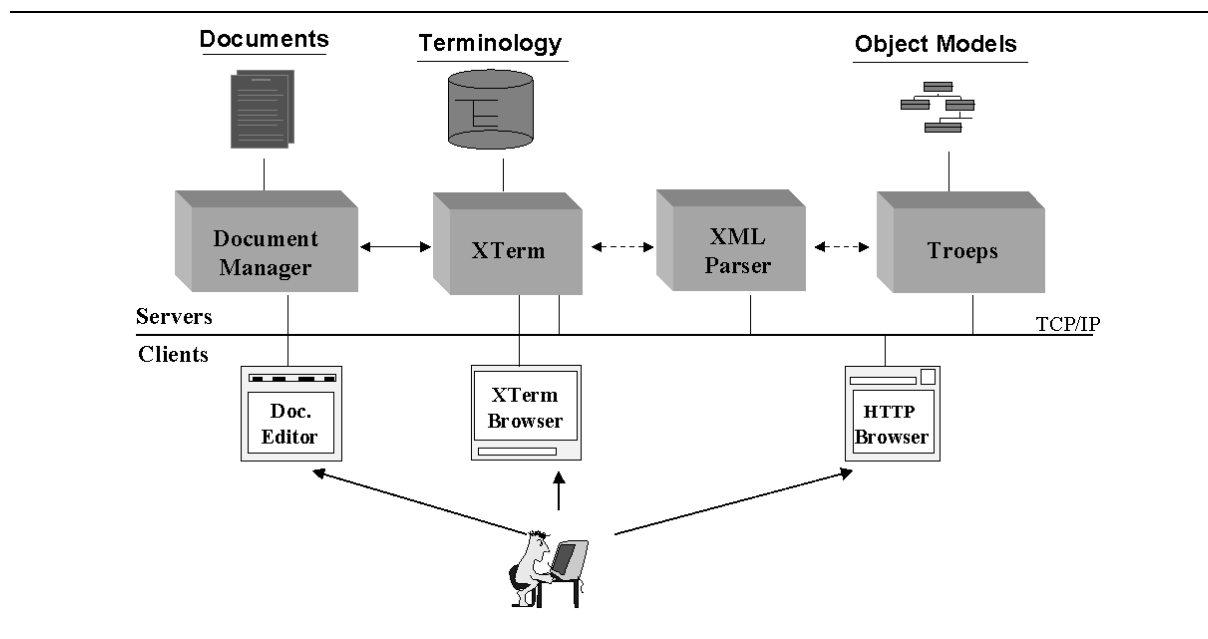 Documents
Terminology
Object Models
Document
Manager
XTerm
XML
Parser
Troeps
Servers
TCP/IP
Clients
Doc.
Editor
XTerm
Browser
HTTP
Browser